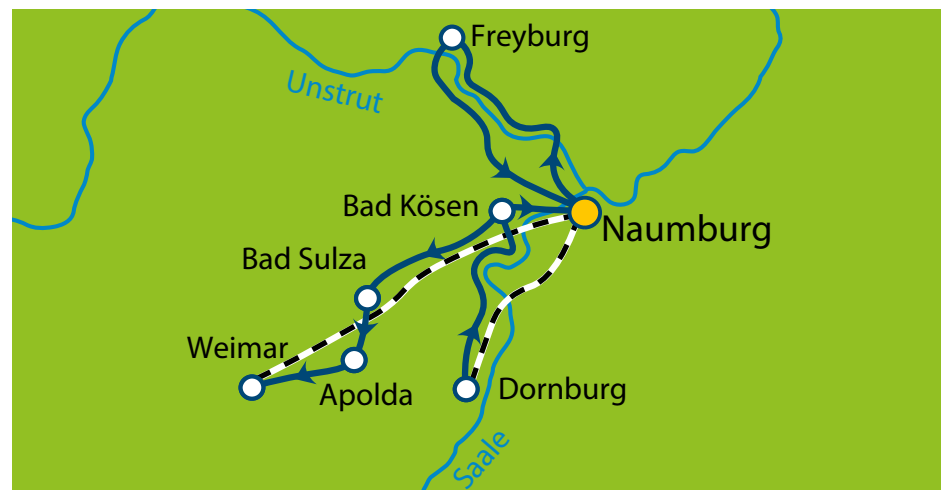 Freyburg
Unstrut
Bad Kösen
Naumburg
Bad Sulza
Weimar
Apolda
Dornburg
Saale